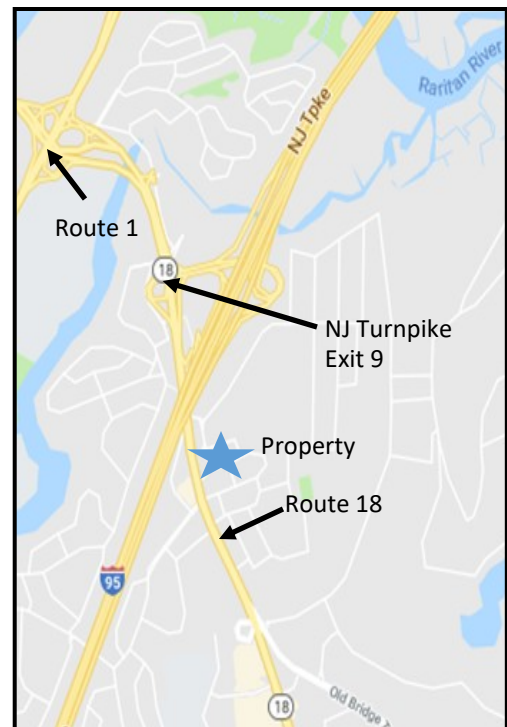 Raritan River
NJ Tpke
Route 1
18
NJ Turnpike
Exit 9
Property
Route 18
95
Old Bridge
18